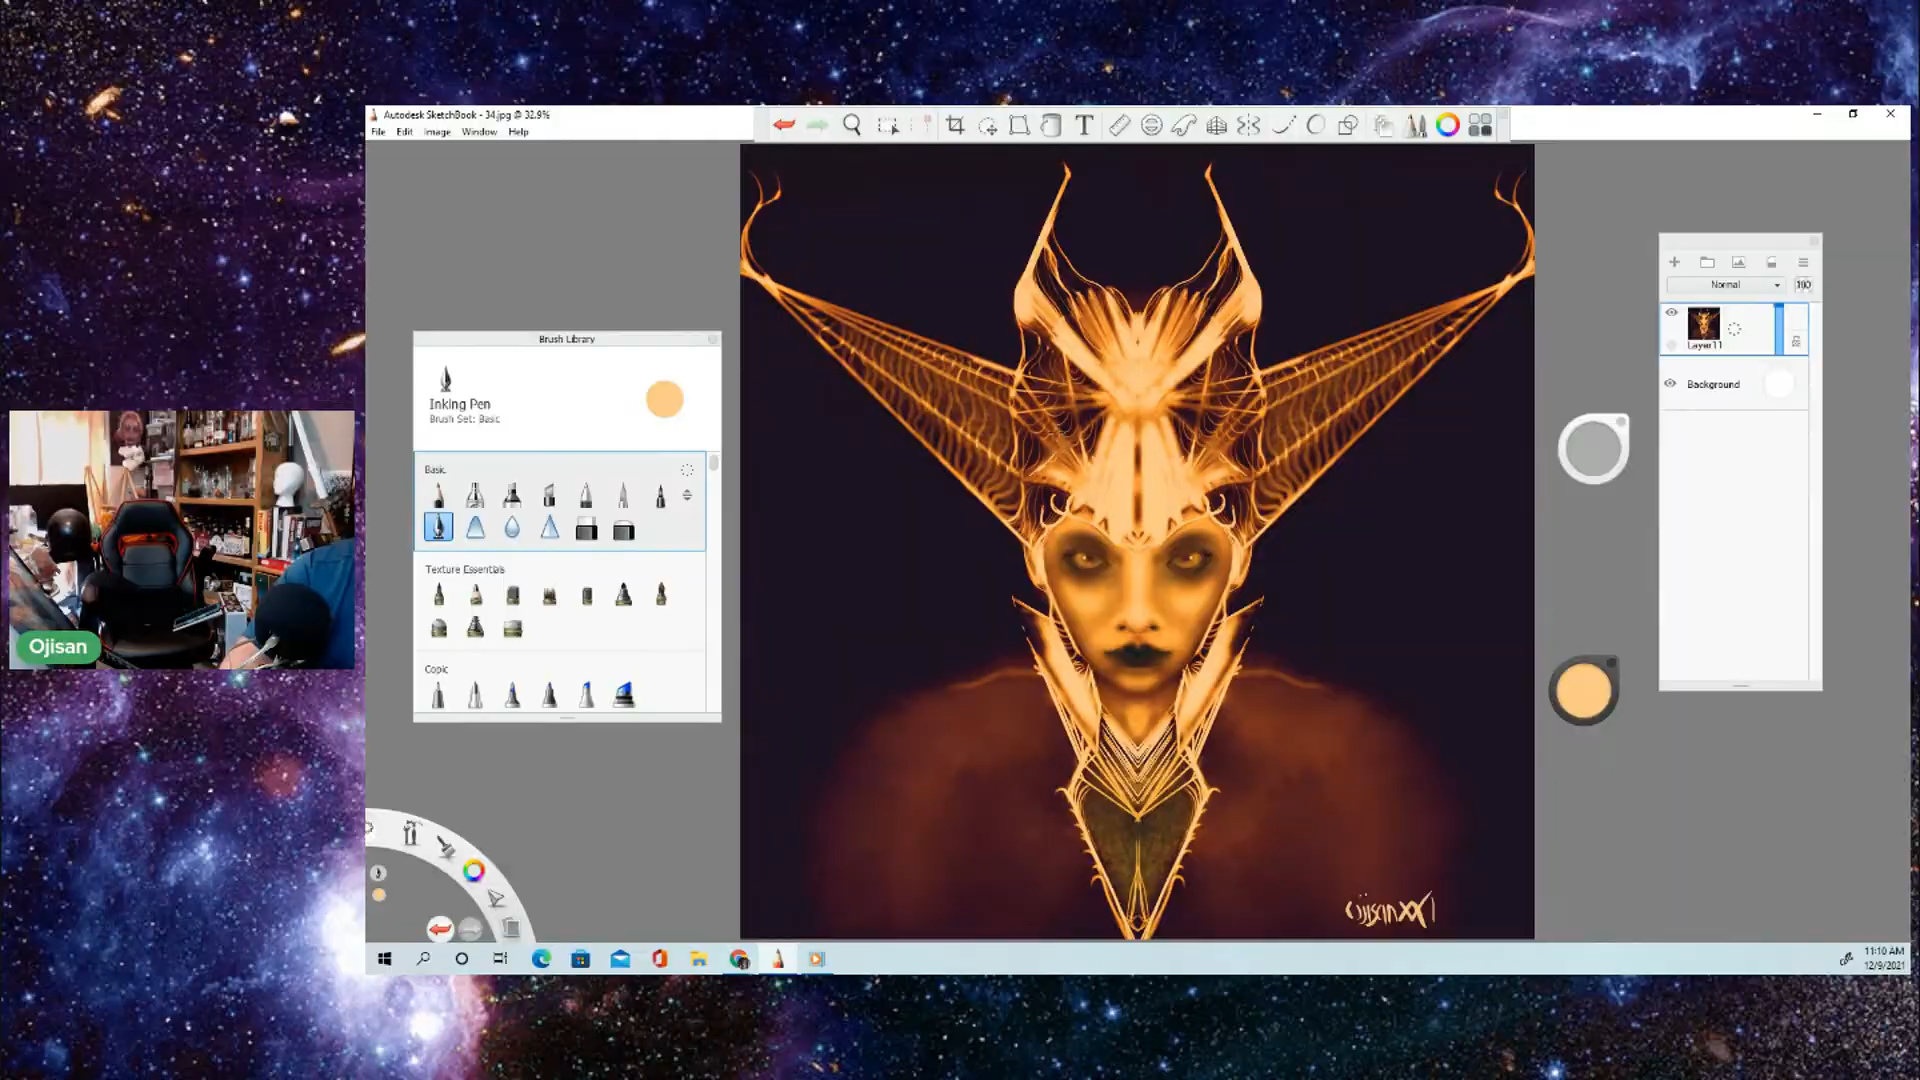 Autodesk SketchBook - 34.jpg @ 32.9%
File Edit Image Window Help
Brush Library
Inking Pen
Brush Set: Basic
Basic
Texture Essentials
Copic
Normal
100
Layer11
Background
Ojisan
ojisanXXI
11:10 AM
12/9/2021